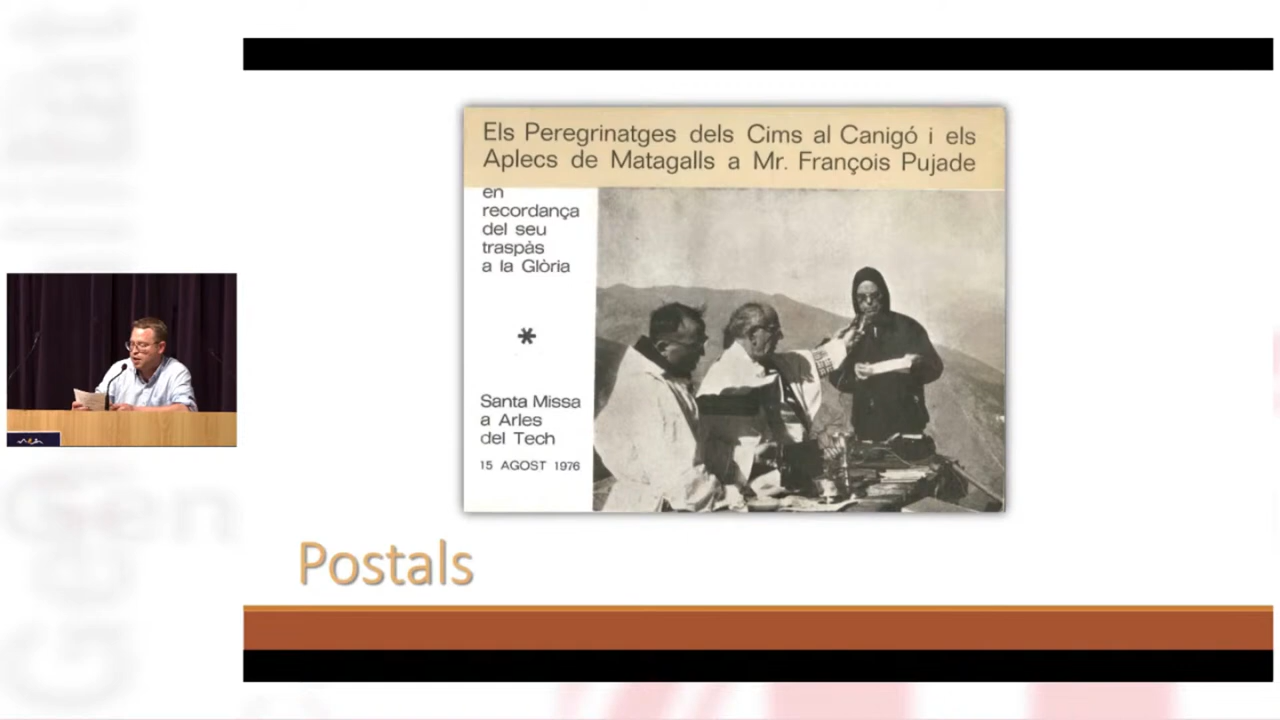 Els Peregrinatges dels Cims al Canigó i els
Aplecs de Matagalls a Mr. François Pujade
en
recordança
del seu
traspàs
a la Glòria
*
Santa Missa
a Arles
del Tech
15 AGOST 1976
Postals
Gen